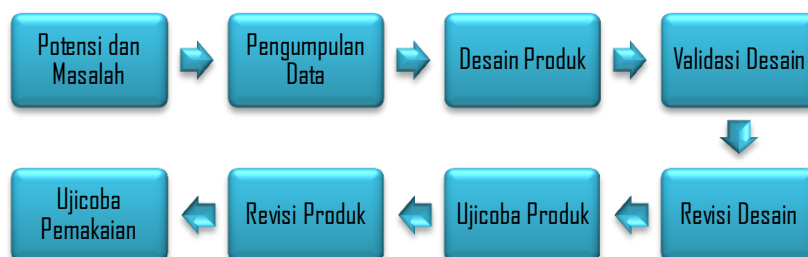 Potensi dan
Masalah
Pengumpulan
Data
Desain Produk
Validasi Desain
Revisi Desain
Ujicoba Produk
Revisi Produk
Ujicoba
Pemakaian